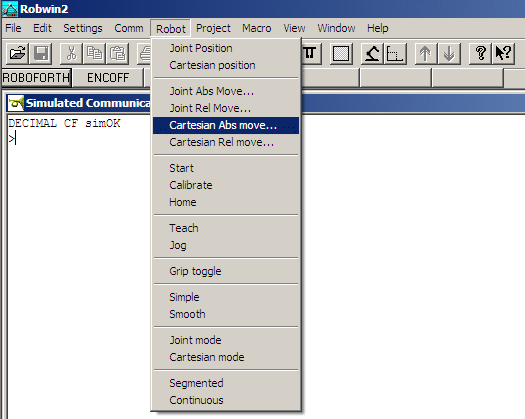 Robwin2
File Edit Settings Comm Robot Project Macro View Window Help
ROBOFORTH ENCOFF
Simulated Communica
DECIMAL CF simOK
>
Joint Position
Cartesian position
Joint Abs Move...
Joint Rel Move...
Cartesian Abs move...
Cartesian Rel move...
Start
Calibrate
Home
Teach
Jog
Grip toggle
Simple
Smooth
Joint mode
Cartesian mode
Segmented
Continuous